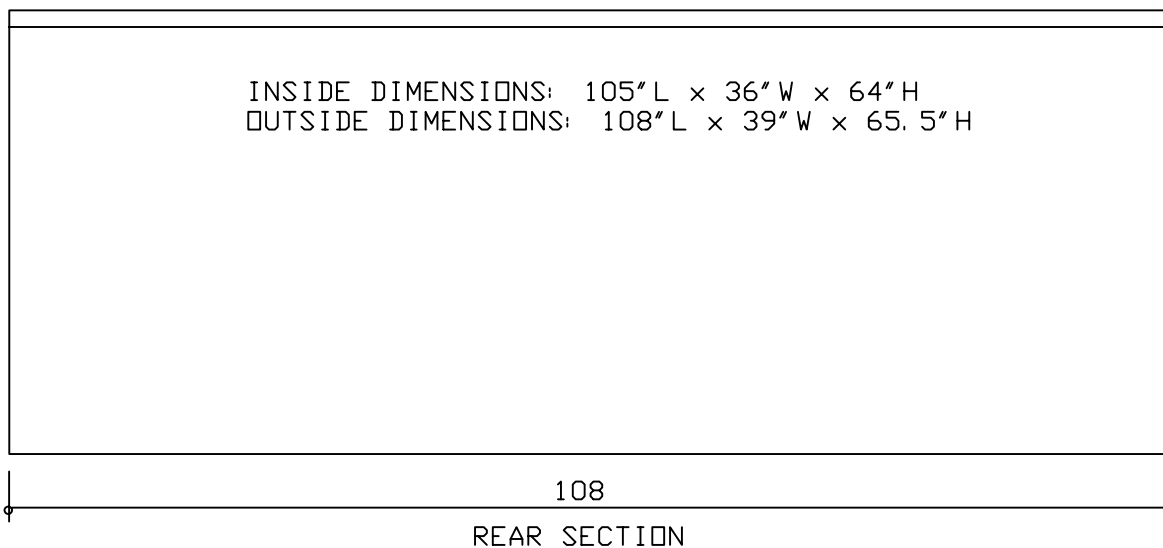 INSIDE DIMENSIONS: 105"L x 36"W x 64"H
OUTSIDE DIMENSIONS: 108"L x 39"W x 65.5"H
108
REAR SECTION